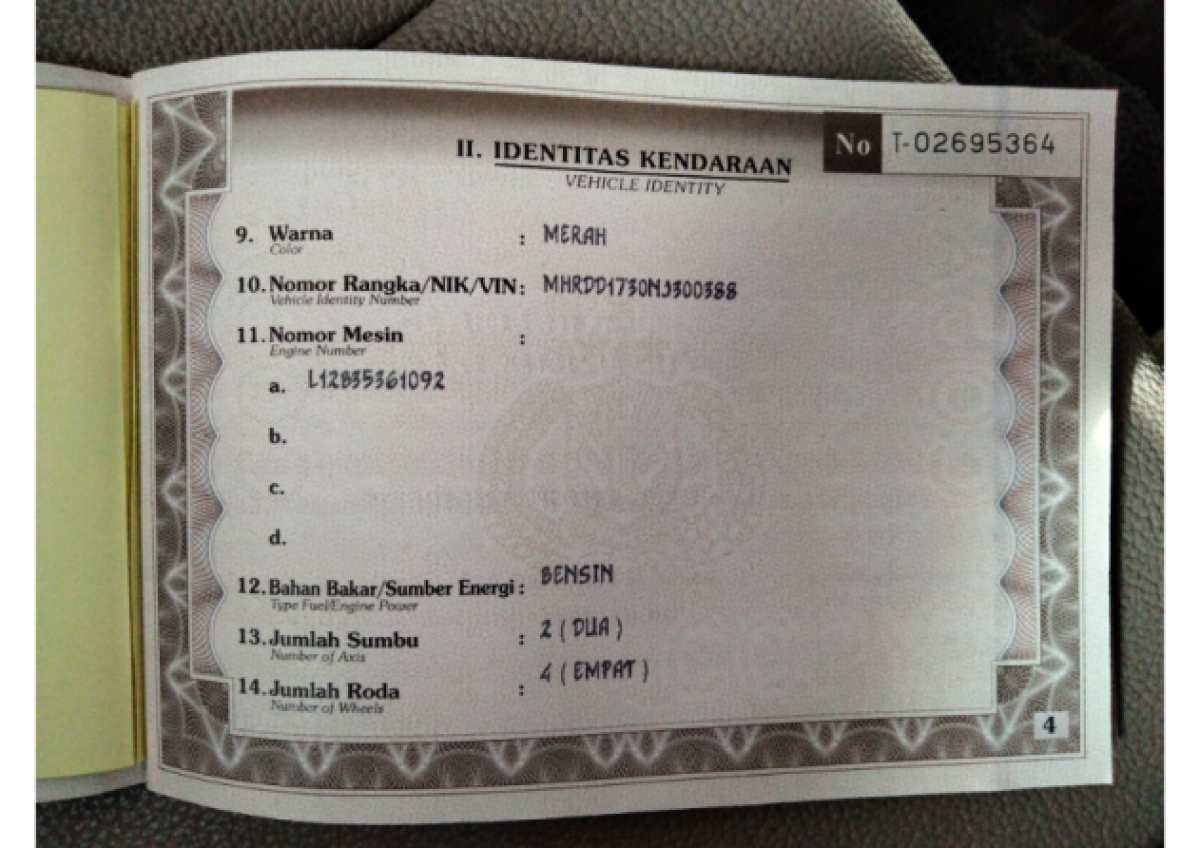 II. IDENTITAS KENDARAAN
VEHICLE IDENTITY
No T-02695364
9. Warna : MERAH
Color
10. Nomor Rangka/NIK/VIN : MHRDD1730NJ300388
Vehicle Identity Number
11. Nomor Mesin :
Engine Number
a. L12B35361092
b.
c.
d.
12. Bahan Bakar/Sumber Energi : BENSIN
Type Fuel/Engine Power
13. Jumlah Sumbu : 2 ( DUA )
Number of Axis
14. Jumlah Roda : 4 ( EMPAT )
Number of Wheels
4